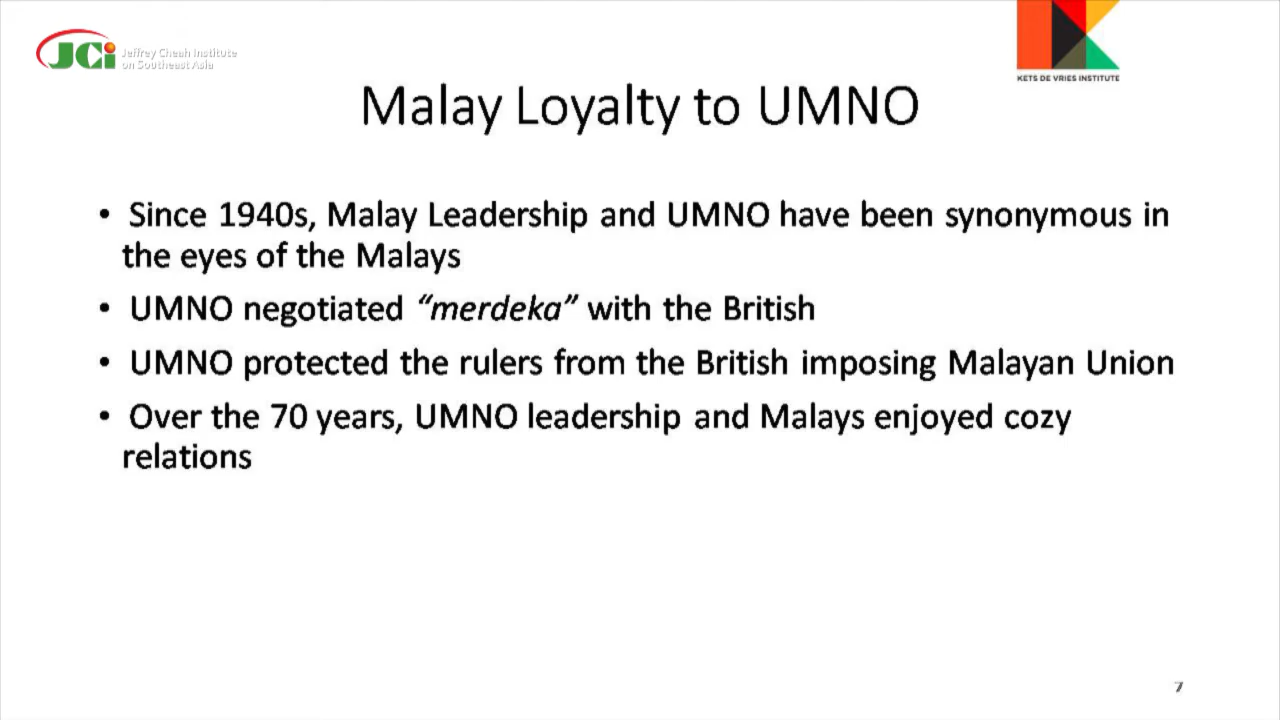 JCi Jeffrey Cheah Institute
on Southeast Asia
KETS DE VRIES INSTITUTE
Malay Loyalty to UMNO
• Since 1940s, Malay Leadership and UMNO have been synonymous in
the eyes of the Malays
• UMNO negotiated “merdeka” with the British
• UMNO protected the rulers from the British imposing Malayan Union
• Over the 70 years, UMNO leadership and Malays enjoyed cozy
relations
7